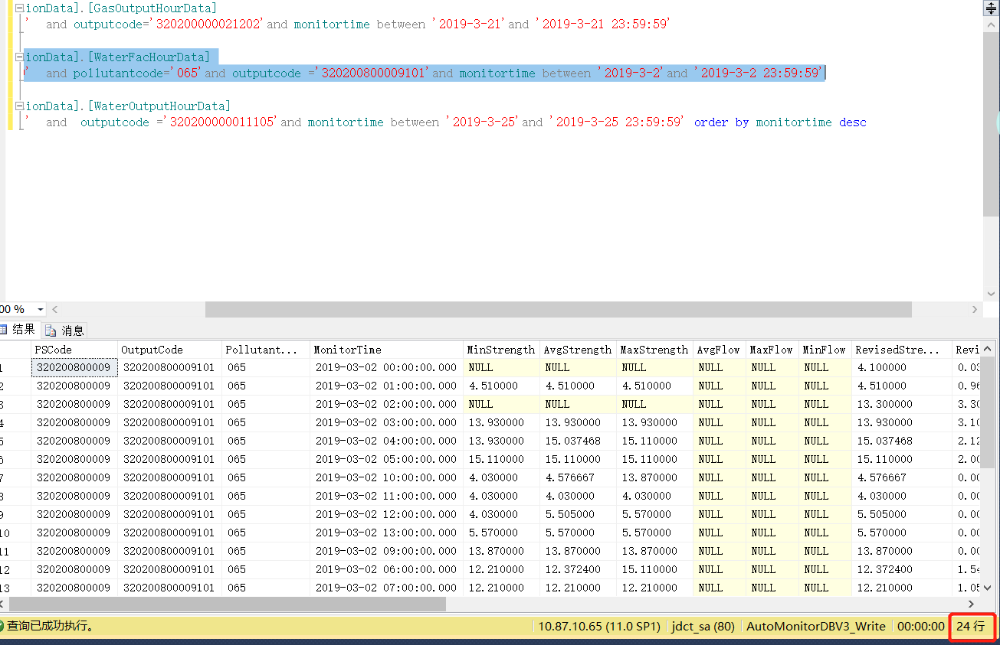 ionData].[GasOutputHourData]
' and outputcode='320200000021202'and monitortime between '2019-3-21'and '2019-3-21 23:59:59'
ionData].[WaterFacHourData]
' and pollutantcode='065'and outputcode ='320200800009101'and monitortime between '2019-3-2'and '2019-3-2 23:59:59'
ionData].[WaterOutputHourData]
' and outputcode ='320200000011105'and monitortime between '2019-3-25'and '2019-3-25 23:59:59' order by monitortime desc
00 %
结果 消息
PSCode OutputCode Pollutant... MonitorTime MinStrength AvgStrength MaxStrength AvgFlow MaxFlow MinFlow RevisedStre... Revi
1 320200800009 320200800009101 065 2019-03-02 00:00:00.000 NULL NULL NULL NULL NULL NULL 4.100000 0.03
2 320200800009 320200800009101 065 2019-03-02 01:00:00.000 4.510000 4.510000 4.510000 NULL NULL NULL 4.510000 0.96
3 320200800009 320200800009101 065 2019-03-02 02:00:00.000 NULL NULL NULL NULL NULL NULL 13.300000 3.30
4 320200800009 320200800009101 065 2019-03-02 03:00:00.000 13.930000 13.930000 13.930000 NULL NULL NULL 13.930000 3.10
5 320200800009 320200800009101 065 2019-03-02 04:00:00.000 13.930000 15.037468 15.110000 NULL NULL NULL 15.037468 2.12
6 320200800009 320200800009101 065 2019-03-02 05:00:00.000 15.110000 15.110000 15.110000 NULL NULL NULL 15.110000 2.00
7 320200800009 320200800009101 065 2019-03-02 10:00:00.000 4.030000 4.576667 13.870000 NULL NULL NULL 4.576667 0.00
8 320200800009 320200800009101 065 2019-03-02 11:00:00.000 4.030000 4.030000 4.030000 NULL NULL NULL 4.030000 0.00
9 320200800009 320200800009101 065 2019-03-02 12:00:00.000 4.030000 5.505000 5.570000 NULL NULL NULL 5.505000 0.00
10 320200800009 320200800009101 065 2019-03-02 13:00:00.000 5.570000 5.570000 5.570000 NULL NULL NULL 5.570000 0.00
11 320200800009 320200800009101 065 2019-03-02 09:00:00.000 13.870000 13.870000 13.870000 NULL NULL NULL 13.870000 0.00
12 320200800009 320200800009101 065 2019-03-02 06:00:00.000 12.210000 12.372400 15.110000 NULL NULL NULL 12.372400 1.54
13 320200800009 320200800009101 065 2019-03-02 07:00:00.000 12.210000 12.210000 12.210000 NULL NULL NULL 12.210000 1.05
查询已成功执行。 10.87.10.65 (11.0 SP1) jdct_sa (80) AutoMonitorDBV3_Write 00:00:00 24 行